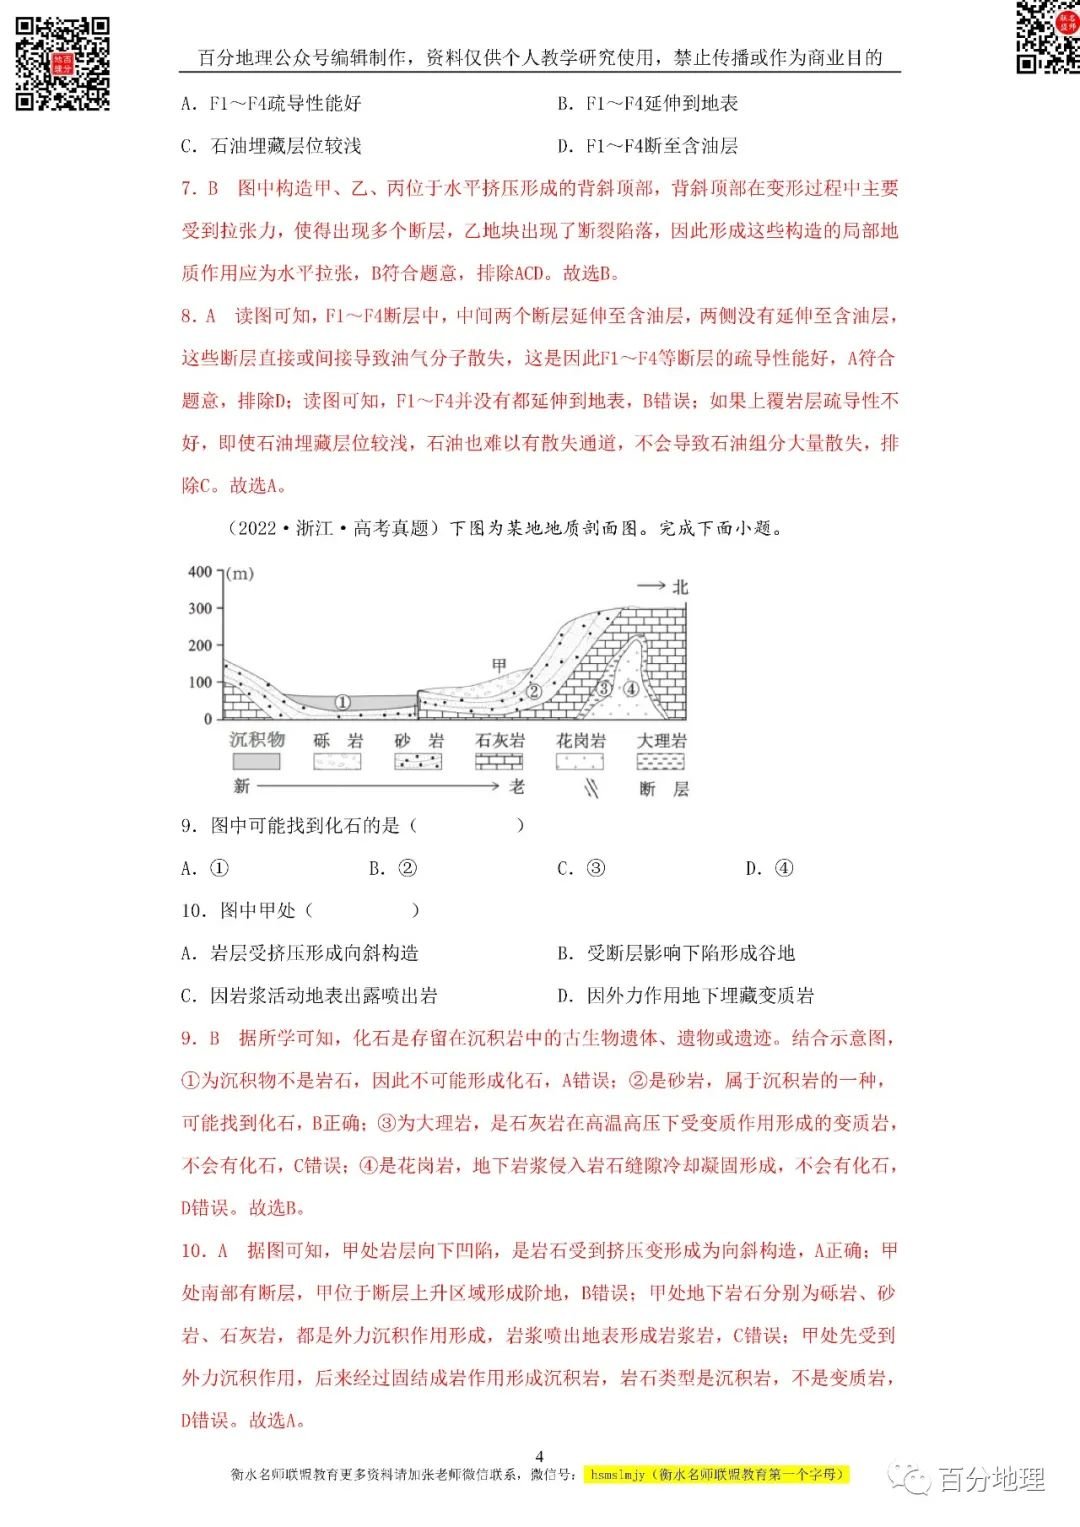 百分地理公众号编辑制作，资料仅供个人教学研究使用，禁止传播或作为商业目的
地百
理分
联名
盟师
A. F1～F4疏导性能好 B. F1～F4延伸到地表
C. 石油埋藏层位较浅 D. F1～F4断至含油层
7. B 图中构造甲、乙、丙位于水平挤压形成的背斜顶部，背斜顶部在变形过程中主要
受到拉张力，使得出现多个断层，乙地块出现了断裂陷落，因此形成这些构造的局部地
质作用应为水平拉张，B符合题意，排除ACD。故选B。
8. A 读图可知，F1～F4断层中，中间两个断层延伸至含油层，两侧没有延伸至含油层，
这些断层直接或间接导致油气分子散失，这是因此F1～F4等断层的疏导性能好，A符合
题意，排除D；读图可知，F1～F4并没有都延伸到地表，B错误；如果上覆岩层疏导性不
好，即使石油埋藏层位较浅，石油也难以有散失通道，不会导致石油组分大量散失，排
除C。故选A。
（2022·浙江·高考真题）下图为某地地质剖面图。完成下面小题。
400 (m)
→ 北
300
200
甲
100
① ② ③ ④
0
沉积物 砾 岩 砂 岩 石灰岩 花岗岩 大理岩
新 → 老 断 层
9. 图中可能找到化石的是（ ）
A. ① B. ② C. ③ D. ④
10. 图中甲处（ ）
A. 岩层受挤压形成向斜构造 B. 受断层影响下陷形成谷地
C. 因岩浆活动地表出露喷出岩 D. 因外力作用地下埋藏变质岩
9. B 据所学可知，化石是存留在沉积岩中的古生物遗体、遗物或遗迹。结合示意图，
①为沉积物不是岩石，因此不可能形成化石，A错误；②是砂岩，属于沉积岩的一种，
可能找到化石，B正确；③为大理岩，是石灰岩在高温高压下受变质作用形成的变质岩，
不会有化石，C错误；④是花岗岩，地下岩浆侵入岩石缝隙冷却凝固形成，不会有化石，
D错误。故选B。
10. A 据图可知，甲处岩层向下凹陷，是岩石受到挤压变形成为向斜构造，A正确；甲
处南部有断层，甲位于断层上升区域形成阶地，B错误；甲处地下岩石分别为砾岩、砂
岩、石灰岩，都是外力沉积作用形成，岩浆喷出地表形成岩浆岩，C错误；甲处先受到
外力沉积作用，后来经过固结成岩作用形成沉积岩，岩石类型是沉积岩，不是变质岩，
D错误。故选A。
4
衡水名师联盟教育更多资料请加张老师微信联系，微信号： hsmslmjy（衡水名师联盟教育第一个字母）
百分地理